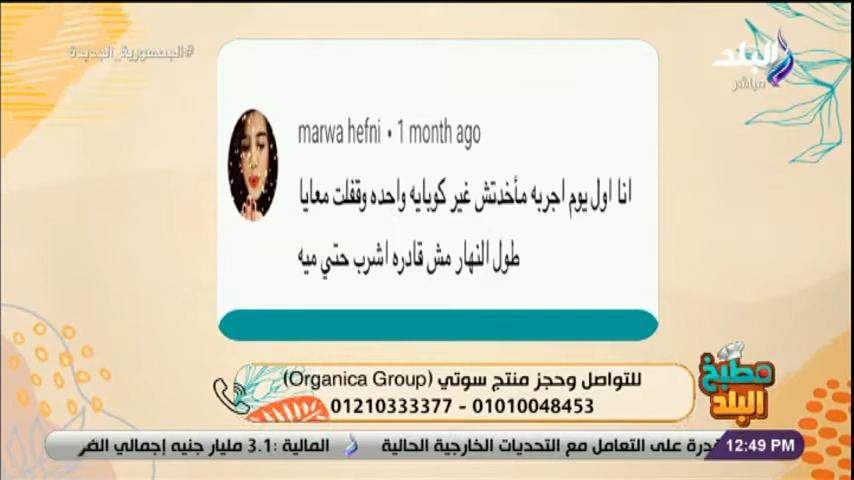 #الجمهورية_الجديدة
البلد
مباشر
marwa hefni • 1 month ago
انا اول يوم اجربه مأخدتش غير كوبايه واحده وقفلت معايا
طول النهار مش قادره اشرب حتي ميه
للتواصل وحجز منتج سوتي (Organica Group)
01210333377 - 01010048453
مطبخ
البلد
قدرة على التعامل مع التحديات الخارجية الحالية المالية :3.1 مليار جنيه إجمالي
12:49 PM